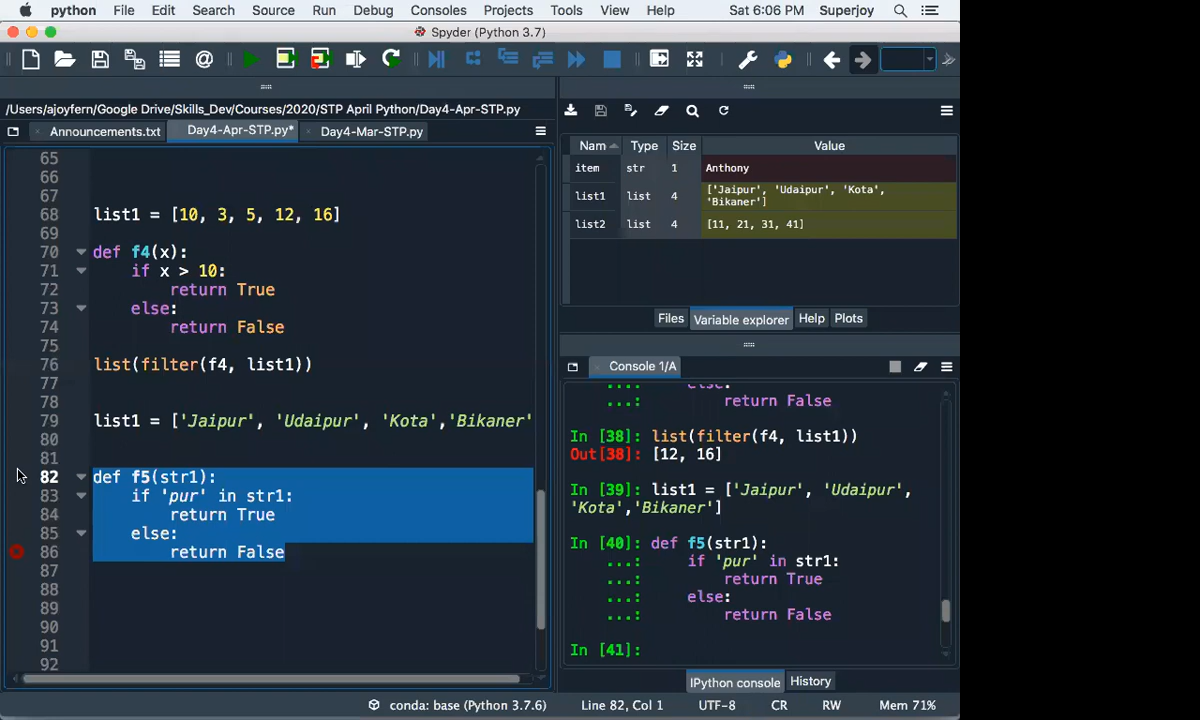 python File Edit Search Source Run Debug Consoles Projects Tools View Help Sat 6:06 PM Superjoy
Spyder (Python 3.7)
/Users/ajoyfern/Google Drive/Skills_Dev/Courses/2020/STP April Python/Day4-Apr-STP.py
Announcements.txt Day4-Apr-STP.py* Day4-Mar-STP.py
65
66
67
68 list1 = [10, 3, 5, 12, 16]
69
70 def f4(x):
71 if x > 10:
72 return True
73 else:
74 return False
75
76 list(filter(f4, list1))
77
78
79 list1 = ['Jaipur', 'Udaipur', 'Kota','Bikaner'
80
81
82 def f5(str1):
83 if 'pur' in str1:
84 return True
85 else:
86 return False
87
88
89
90
91
92
Nam Type Size Value
item str 1 Anthony
list1 list 4 ['Jaipur', 'Udaipur', 'Kota',
'Bikaner']
list2 list 4 [11, 21, 31, 41]
Files Variable explorer Help Plots
Console 1/A
...: else:
...: return False
In [38]: list(filter(f4, list1))
Out[38]: [12, 16]
In [39]: list1 = ['Jaipur', 'Udaipur',
'Kota','Bikaner']
In [40]: def f5(str1):
...: if 'pur' in str1:
...: return True
...: else:
...: return False
In [41]:
IPython console History
conda: base (Python 3.7.6) Line 82, Col 1 UTF-8 CR RW Mem 71%